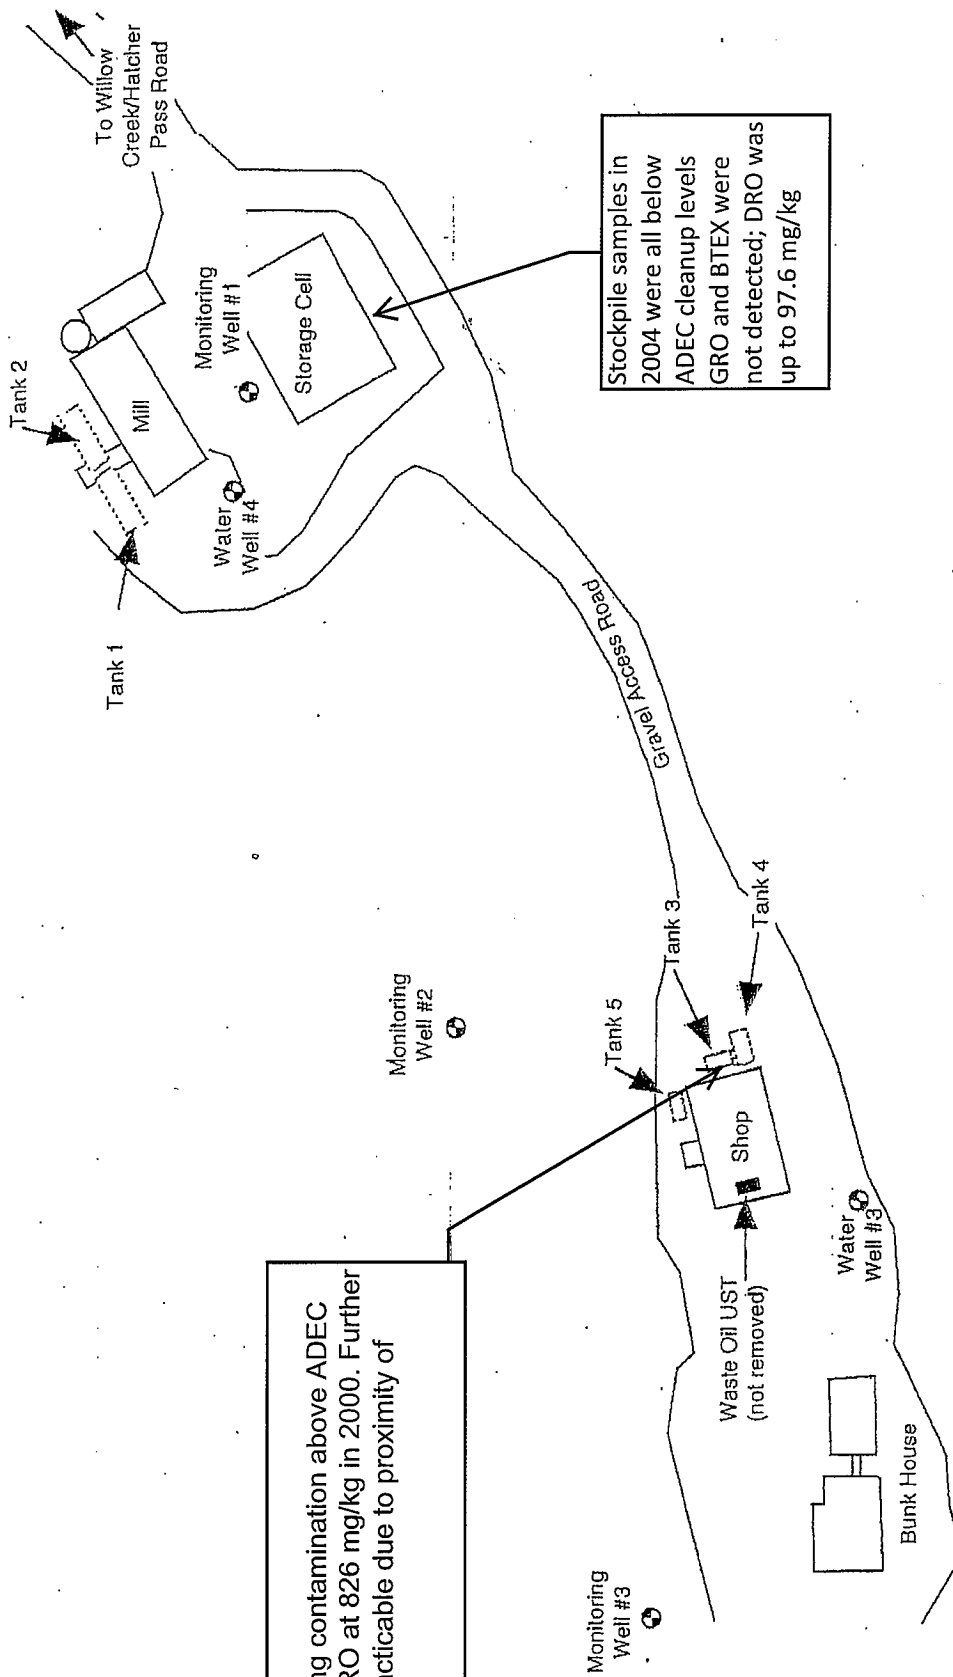 To Willow
Creek/Hatcher
Pass Road
Tank 2
Mill
Monitoring
Well #1
Storage Cell
Water
Well #4
Tank 1
Stockpile samples in
2004 were all below
ADEC cleanup levels
GRO and BTEX were
not detected; DRO was
up to 97.6 mg/kg
Gravel Access Road
Monitoring
Well #2
Tank 3
Tank 4
Tank 5
Shop
Waste Oil UST
(not removed)
Water
Well #3
Bunk House
Monitoring
Well #3
ng contamination above ADEC
RO at 826 mg/kg in 2000. Further
acticable due to proximity of